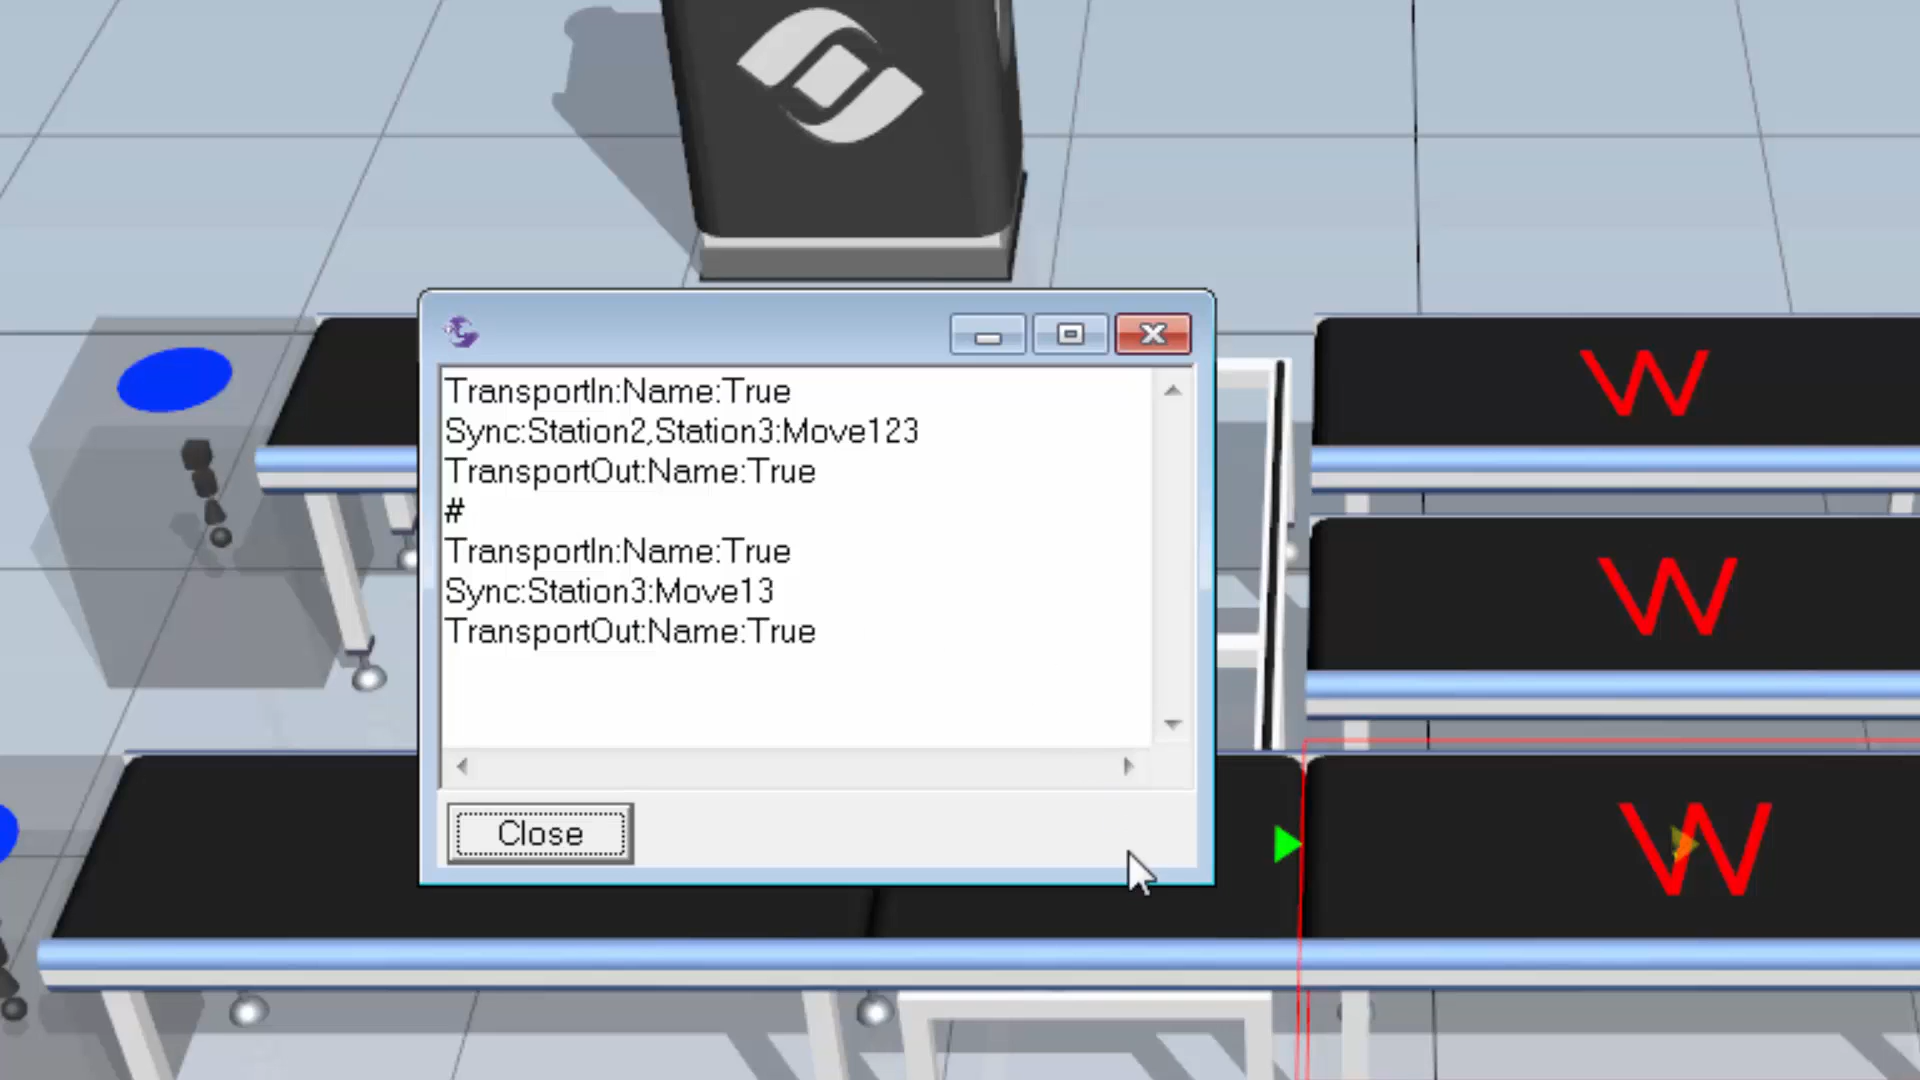 TransportIn:Name:True
Sync:Station2,Station3:Move123
TransportOut:Name:True
#
TransportIn:Name:True
Sync:Station3:Move13
TransportOut:Name:True
Close
W
W
W